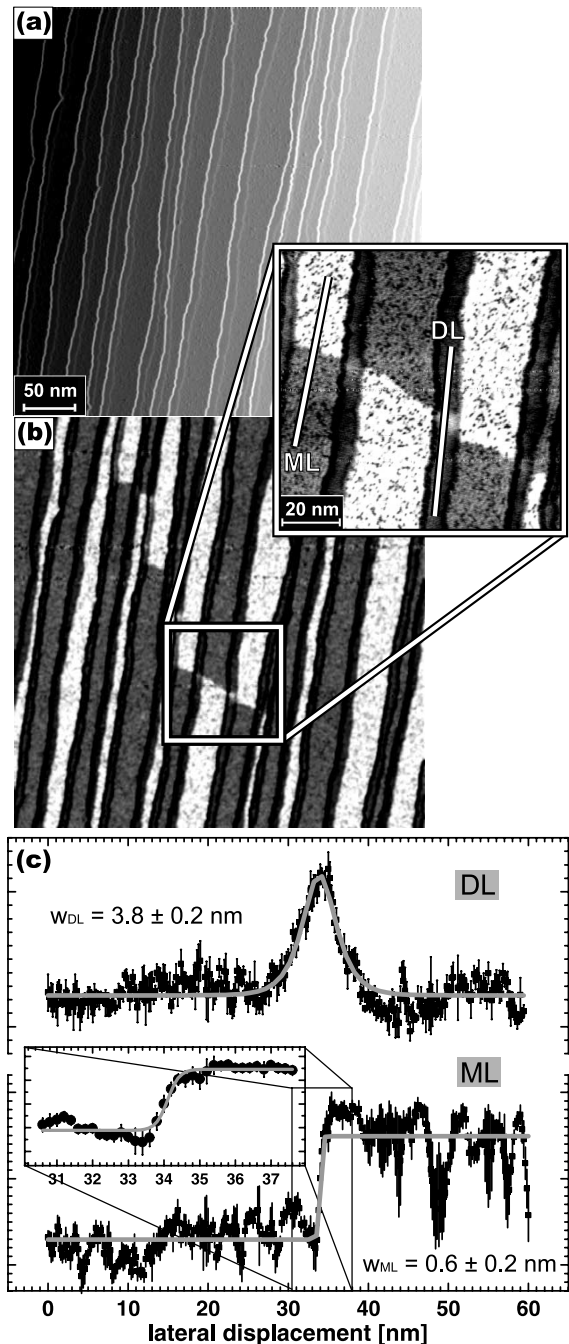 (a)
50 nm
(b)
DL
ML
20 nm
(c)
DL
wDL = 3.8 ± 0.2 nm
ML
31 32 33 34 35 36 37
wML = 0.6 ± 0.2 nm
0 10 20 30 40 50 60
lateral displacement [nm]